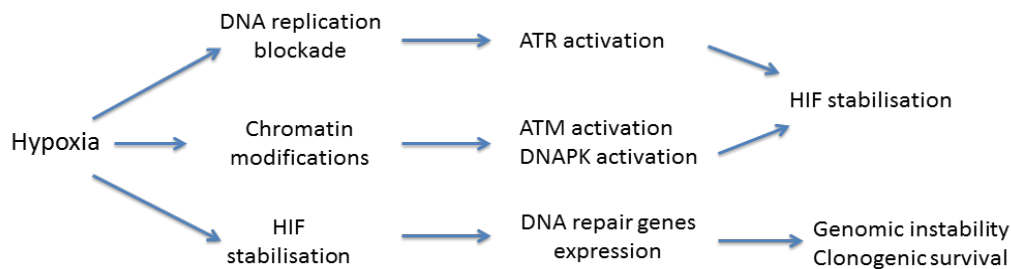 DNA replication
blockade
ATR activation
HIF stabilisation
Hypoxia
Chromatin
modifications
ATM activation
DNAPK activation
HIF
stabilisation
DNA repair genes
expression
Genomic instability
Clonogenic survival